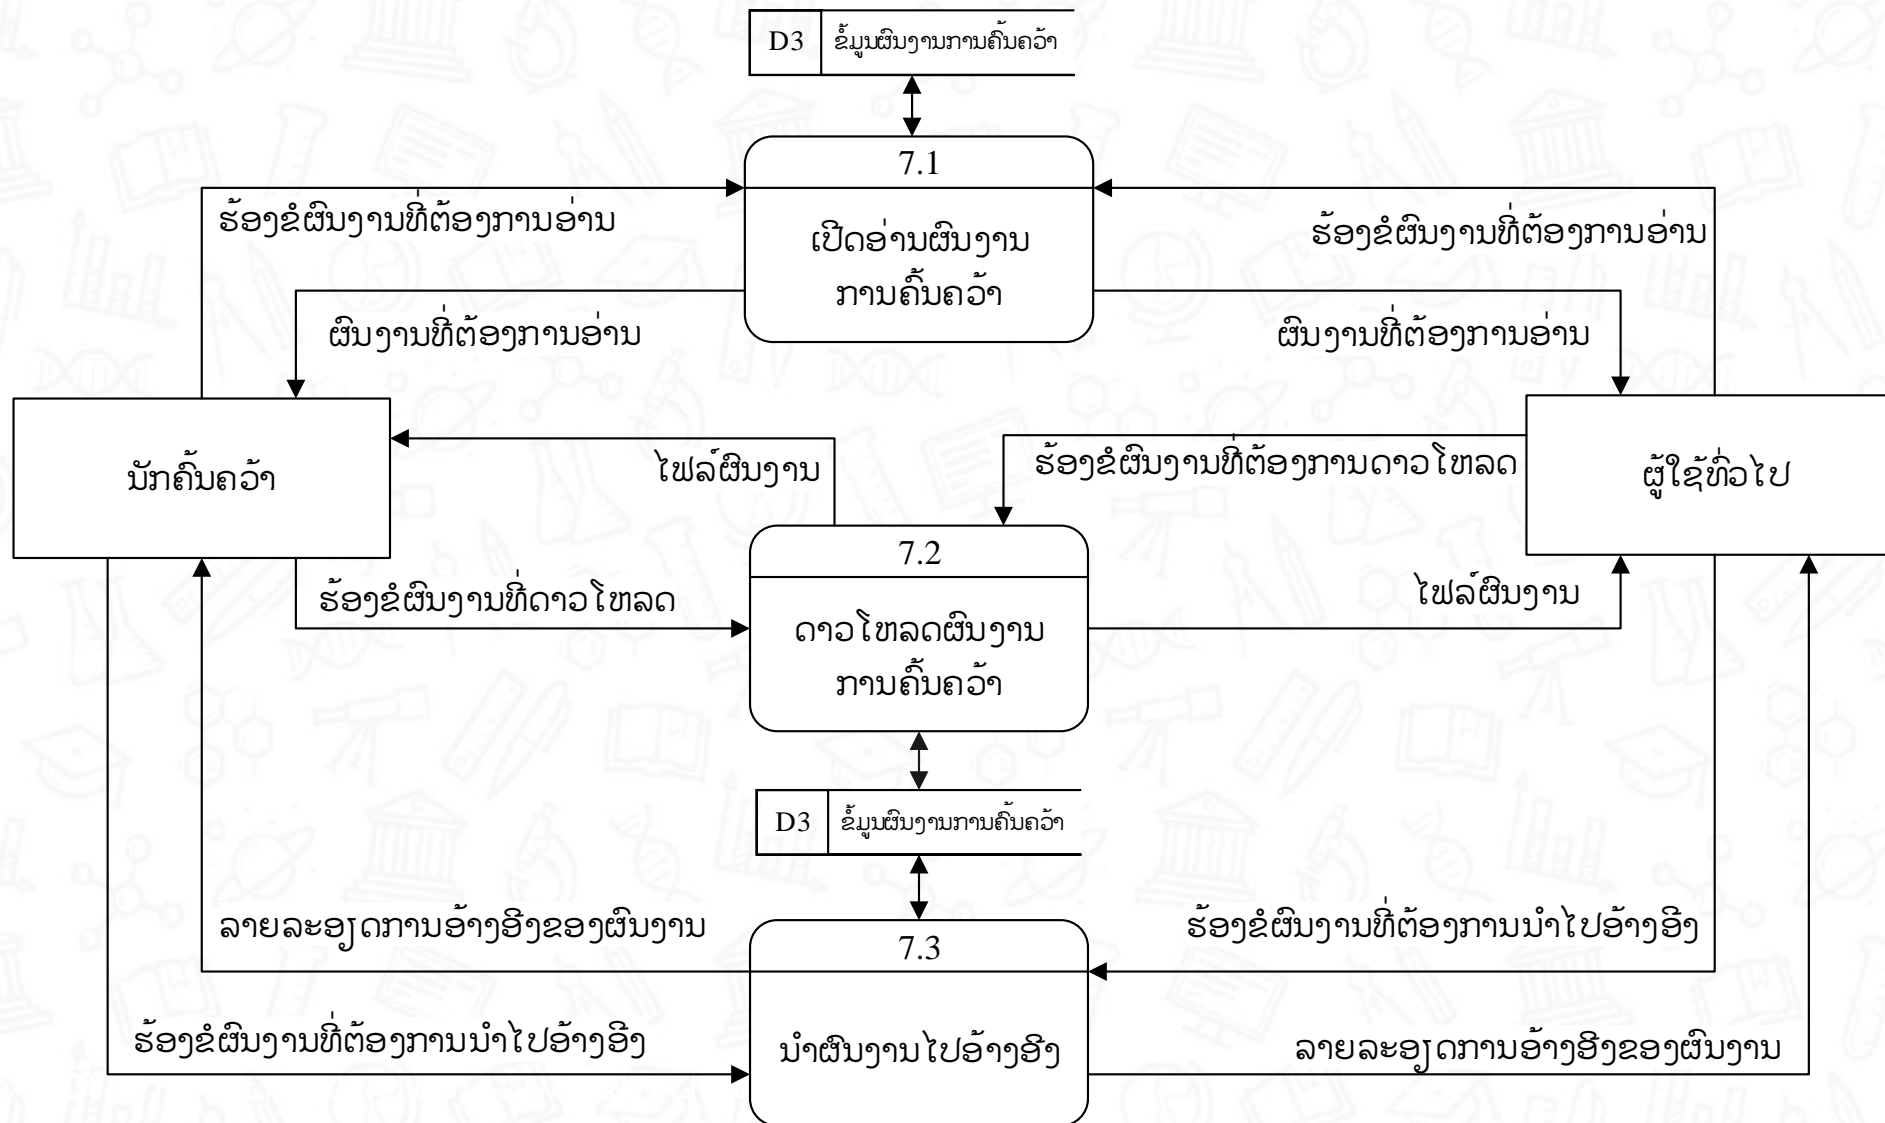 D3 ຂໍ້ມູນຜົນງານການຄົ້ນຄວ້າ
7.1
ຮ້ອງຂໍຜົນງານທີ່ຕ້ອງການອ່ານ
ເປີດອ່ານຜົນງານ
ການຄົ້ນຄວ້າ
ຮ້ອງຂໍຜົນງານທີ່ຕ້ອງການອ່ານ
ຜົນງານທີ່ຕ້ອງການອ່ານ
ຜົນງານທີ່ຕ້ອງການອ່ານ
ນັກຄົ້ນຄວ້າ
ໄຟລ໌ຜົນງານ
ຮ້ອງຂໍຜົນງານທີ່ຕ້ອງການດາວໂຫລດ
ຜູ້ໃຊ້ທົ່ວໄປ
7.2
ຮ້ອງຂໍຜົນງານທີ່ດາວໂຫລດ
ດາວໂຫລດຜົນງານ
ການຄົ້ນຄວ້າ
ໄຟລ໌ຜົນງານ
D3 ຂໍ້ມູນຜົນງານການຄົ້ນຄວ້າ
ລາຍລະອຽດການອ້າງອີງຂອງຜົນງານ
7.3
ຮ້ອງຂໍຜົນງານທີ່ຕ້ອງການນຳໄປອ້າງອີງ
ຮ້ອງຂໍຜົນງານທີ່ຕ້ອງການນຳໄປອ້າງອີງ
ນຳຜົນງານໄປອ້າງອີງ
ລາຍລະອຽດການອ້າງອີງຂອງຜົນງານ